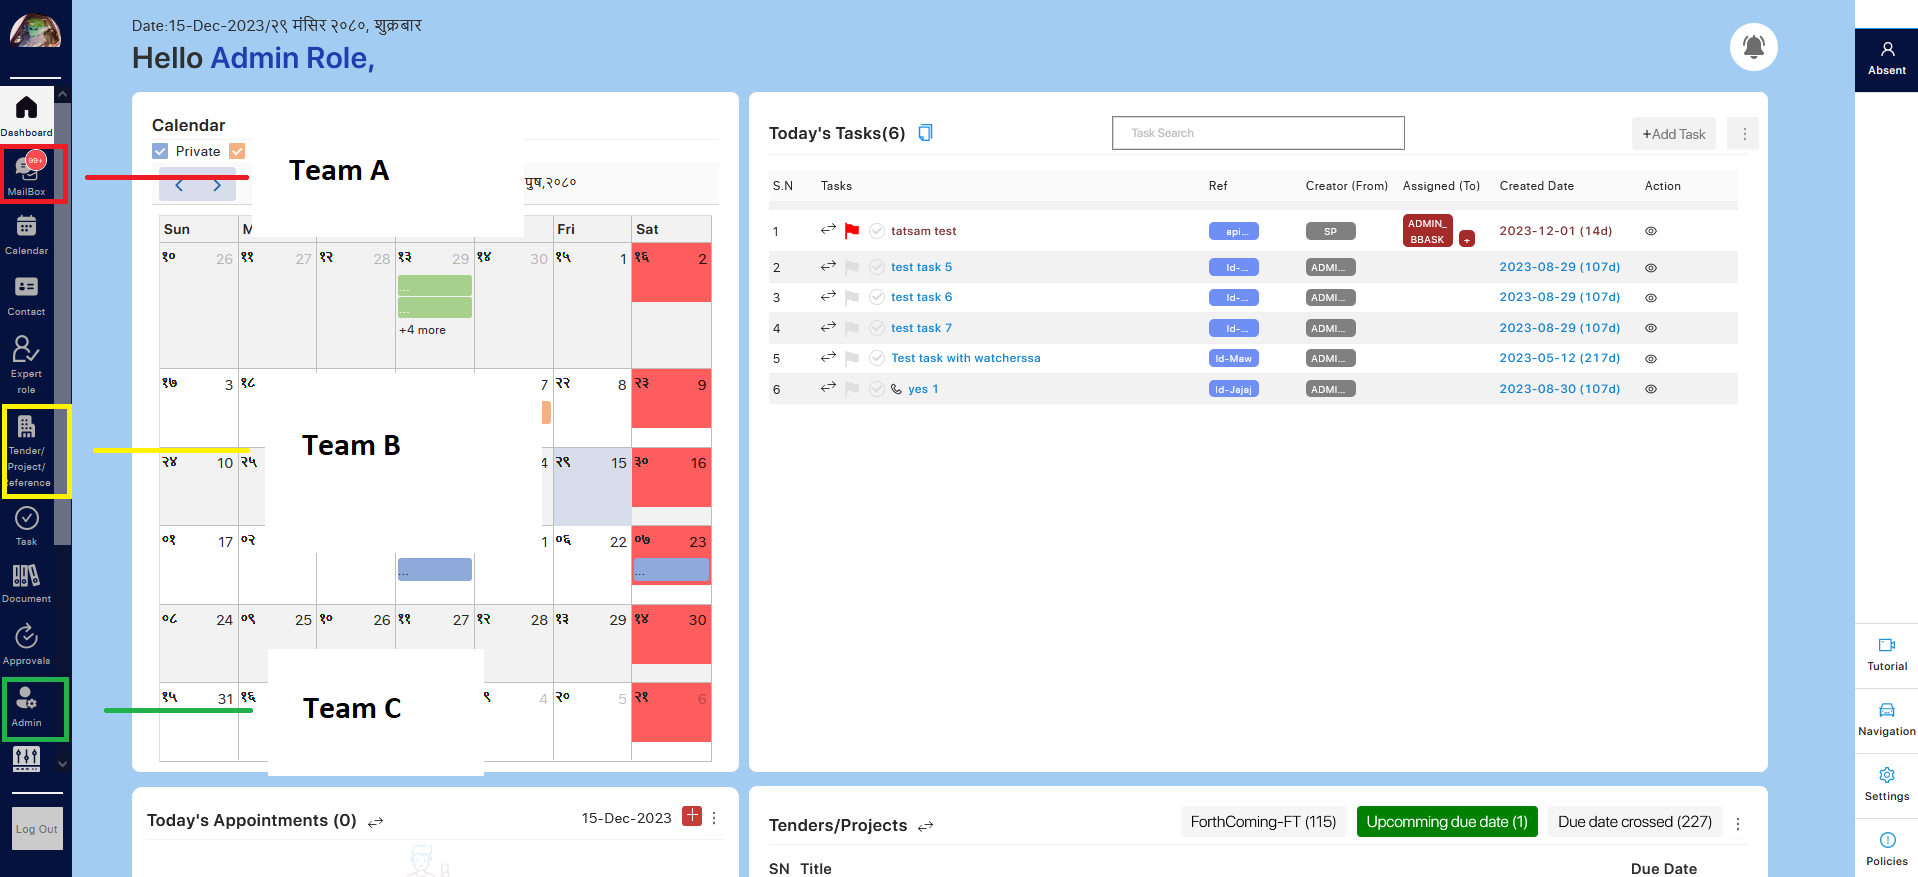 Date:15-Dec-2023/२९ मंसिर २०८०, शुक्रबार
Hello Admin Role,
Absent
Dashboard
99+
MailBox
Calendar
Contact
Expert
role
Tender/
Project/
Reference
Task
Document
Approvals
Admin
Log Out
Calendar
Private
Team A
पुष,२०८०
Sun Fri Sat
१० 26 ११ 27 १२ 28 १३ 29 १४ 30 १५ 1 १६ 2
...
...
+4 more
१७ 3 १८ 7 २२ 8 २३ 9
Team B
२४ 10 २५ 4 २९ 15 ३० 16
०१ 17 ०२ 1 ०६ 22 ०७ 23
... ...
०८ 24 ०९ 25 १० 26 ११ 27 १२ 28 १३ 29 १४ 30
१५ 31 १६ ९ 4 २० 5 २१ 6
Team C
Today's Tasks(6)
Task Search
+Add Task
S.N Tasks Ref Creator (From) Assigned (To) Created Date Action
1 tatsam test api... SP ADMIN_
BBASK + 2023-12-01 (14d)
2 test task 5 Id-... ADMI... 2023-08-29 (107d)
3 test task 6 Id-... ADMI... 2023-08-29 (107d)
4 test task 7 Id-... ADMI... 2023-08-29 (107d)
5 Test task with watcherssa Id-Maw ADMI... 2023-05-12 (217d)
6 yes 1 Id-Jajaj ADMI... 2023-08-30 (107d)
Today's Appointments (0) 15-Dec-2023 +
Tenders/Projects ForthComing-FT (115) Upcomming due date (1) Due date crossed (227)
SN Title Due Date
Tutorial
Navigation
Settings
Policies